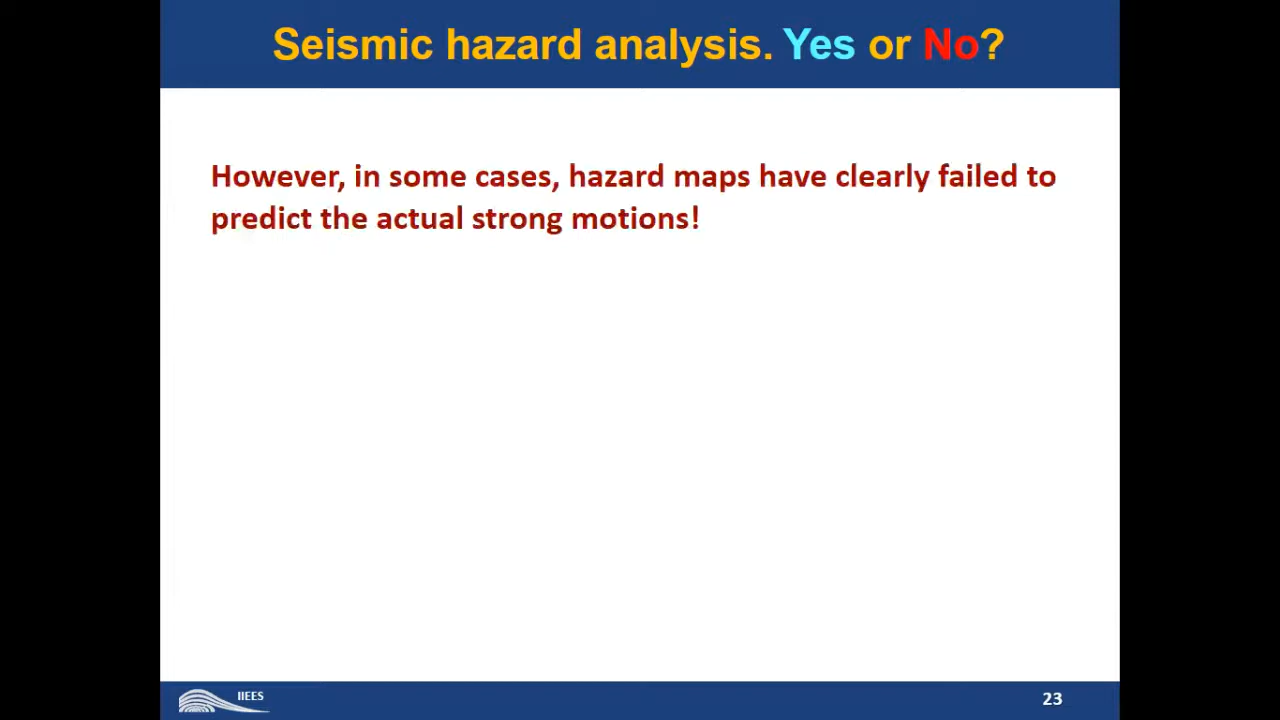 Seismic hazard analysis. Yes or No?
However, in some cases, hazard maps have clearly failed to
predict the actual strong motions!
IIEES
23